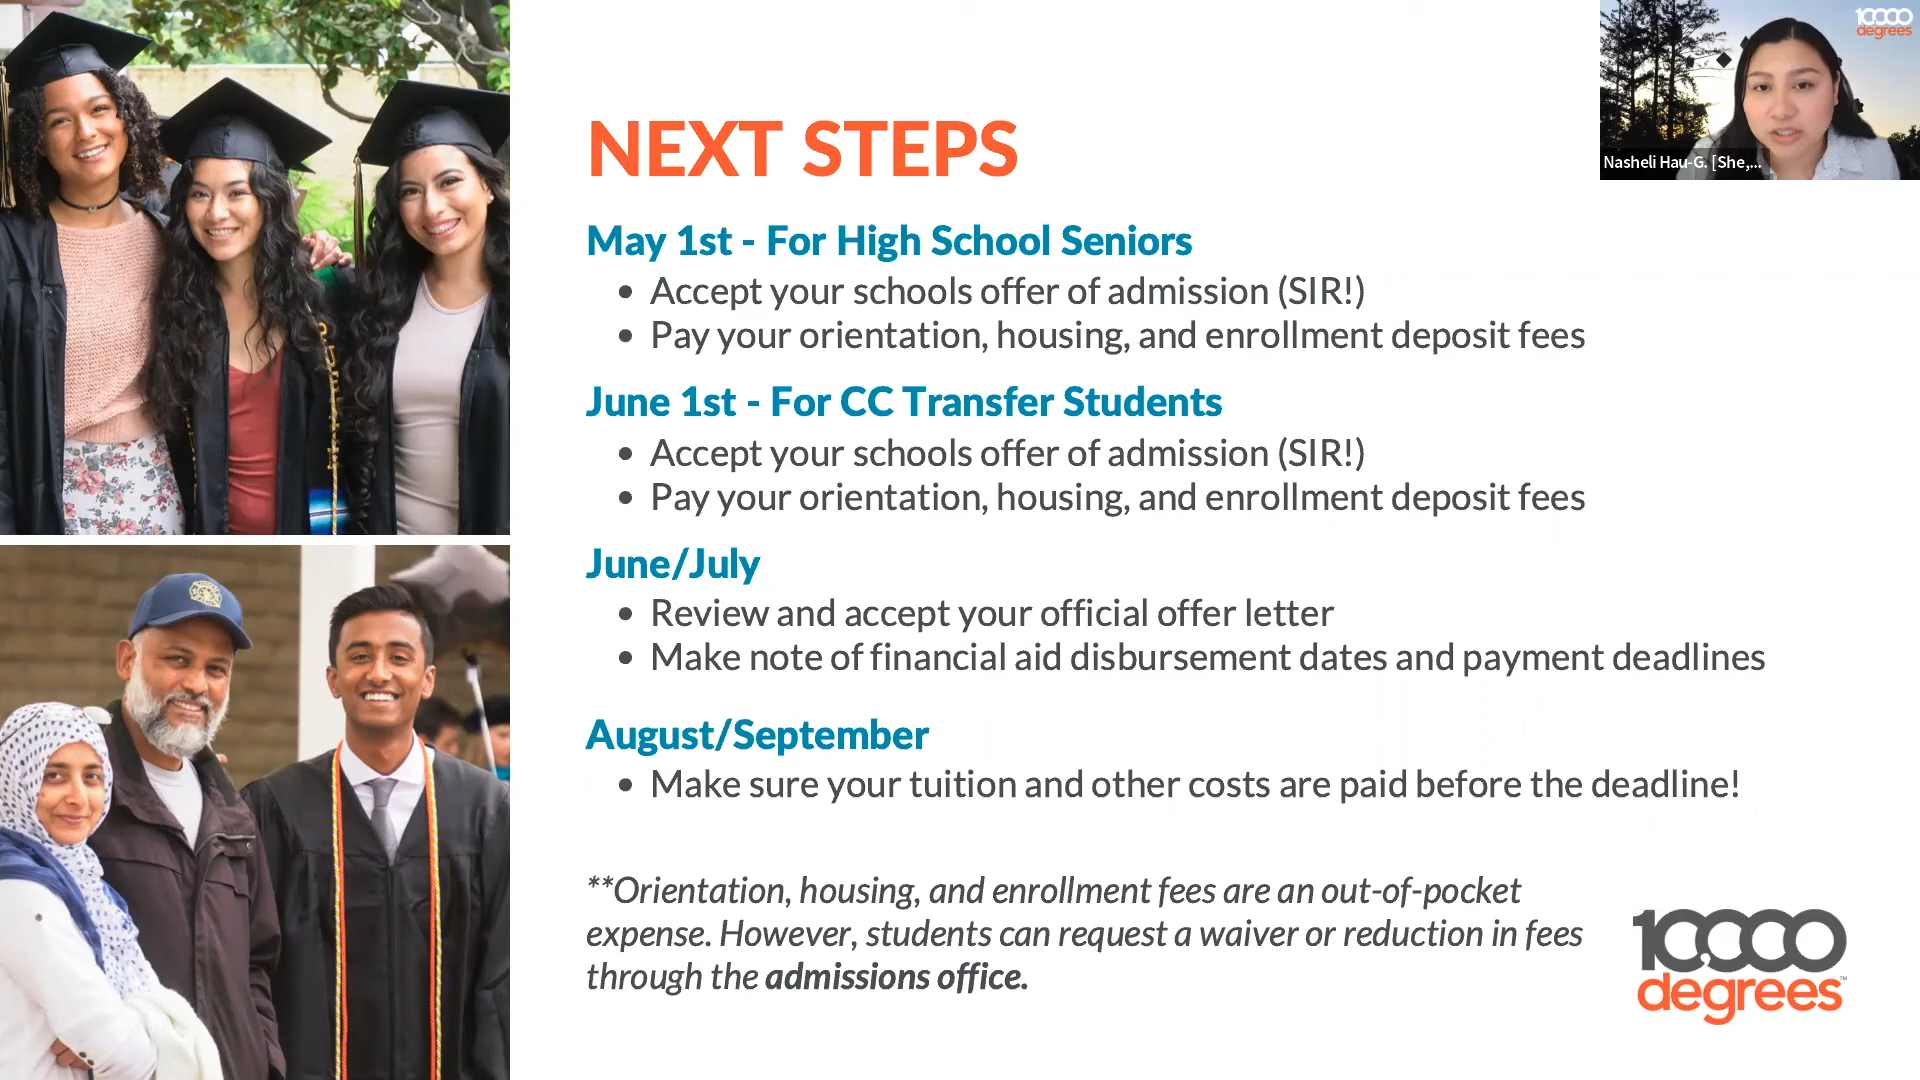 NEXT STEPS
May 1st - For High School Seniors
• Accept your schools offer of admission (SIR!)
• Pay your orientation, housing, and enrollment deposit fees
June 1st - For CC Transfer Students
• Accept your schools offer of admission (SIR!)
• Pay your orientation, housing, and enrollment deposit fees
June/July
• Review and accept your official offer letter
• Make note of financial aid disbursement dates and payment deadlines
August/September
• Make sure your tuition and other costs are paid before the deadline!
**Orientation, housing, and enrollment fees are an out-of-pocket
expense. However, students can request a waiver or reduction in fees
through the admissions office.
10,000
degrees™
10,000
degrees
Nasheli Hau-G. [She,...